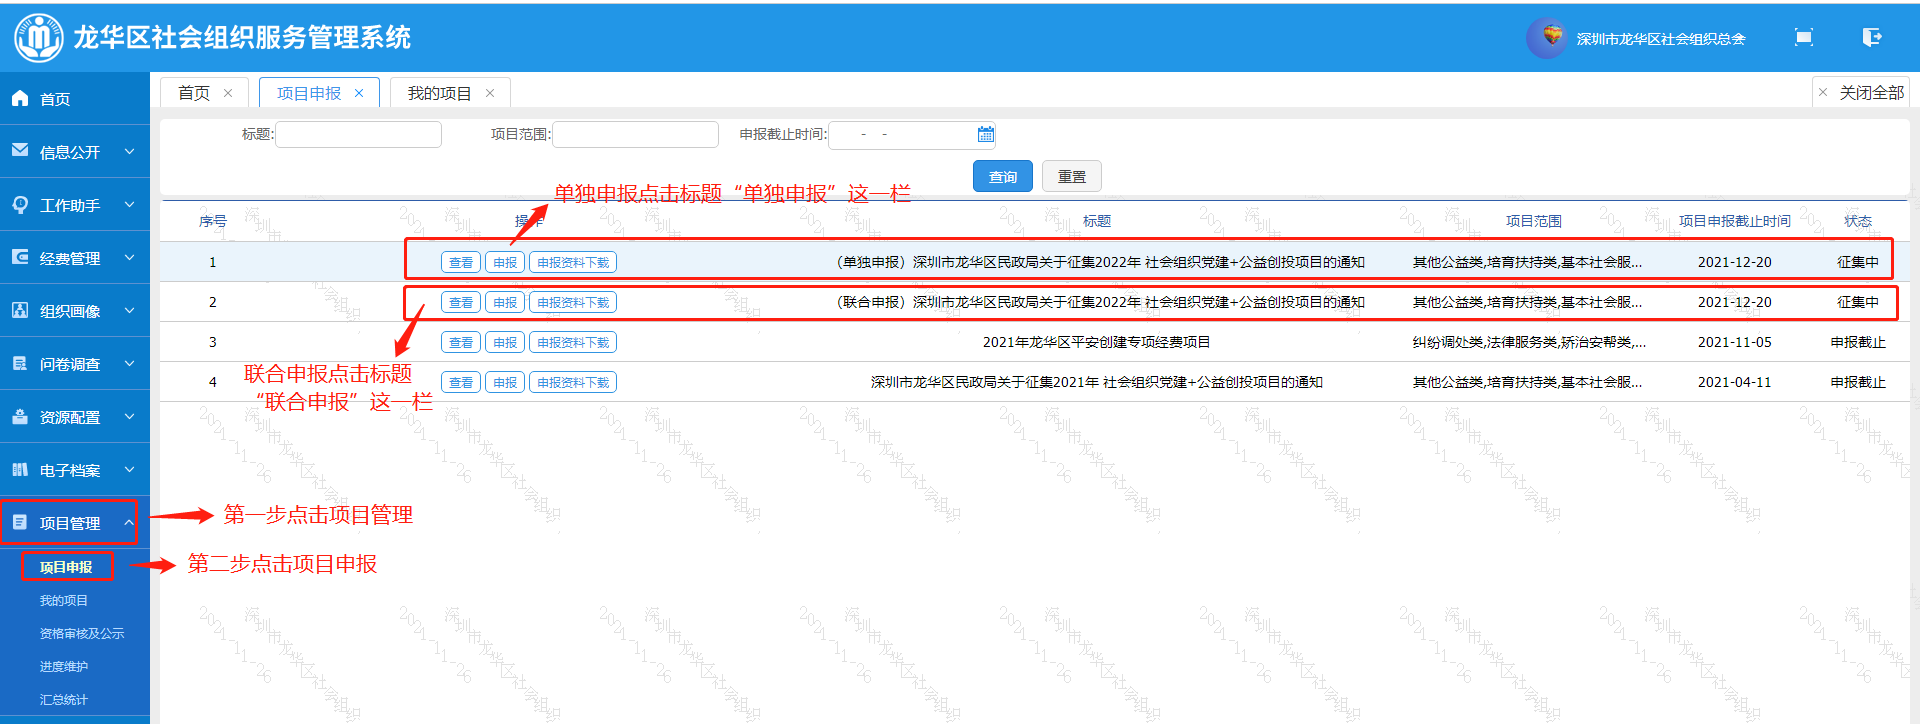 龙华区社会组织服务管理系统
深圳市龙华区社会组织总会
首页
信息公开
工作助手
经费管理
组织画像
问卷调查
资源配置
电子档案
项目管理
项目申报
我的项目
资格审核及公示
进度维护
汇总统计
首页 × 项目申报 × 我的项目 × × 关闭全部
标题: 项目范围: 申报截止时间: - -
查询 重置
单独申报点击标题“单独申报”这一栏
序号 操作 标题 项目范围 项目申报截止时间 状态
1 查看 申报 申报资料下载 （单独申报）深圳市龙华区民政局关于征集2022年 社会组织党建+公益创投项目的通知 其他公益类,培育扶持类,基本社会服... 2021-12-20 征集中
2 查看 申报 申报资料下载 （联合申报）深圳市龙华区民政局关于征集2022年 社会组织党建+公益创投项目的通知 其他公益类,培育扶持类,基本社会服... 2021-12-20 征集中
3 查看 申报 申报资料下载 2021年龙华区平安创建专项经费项目 纠纷调处类,法律服务类,矫治安帮类,... 2021-11-05 申报截止
4 查看 申报 申报资料下载 深圳市龙华区民政局关于征集2021年 社会组织党建+公益创投项目的通知 其他公益类,培育扶持类,基本社会服... 2021-04-11 申报截止
联合申报点击标题
“联合申报”这一栏
第一步点击项目管理
第二步点击项目申报
深圳市龙华区社会组织
2021-11-26